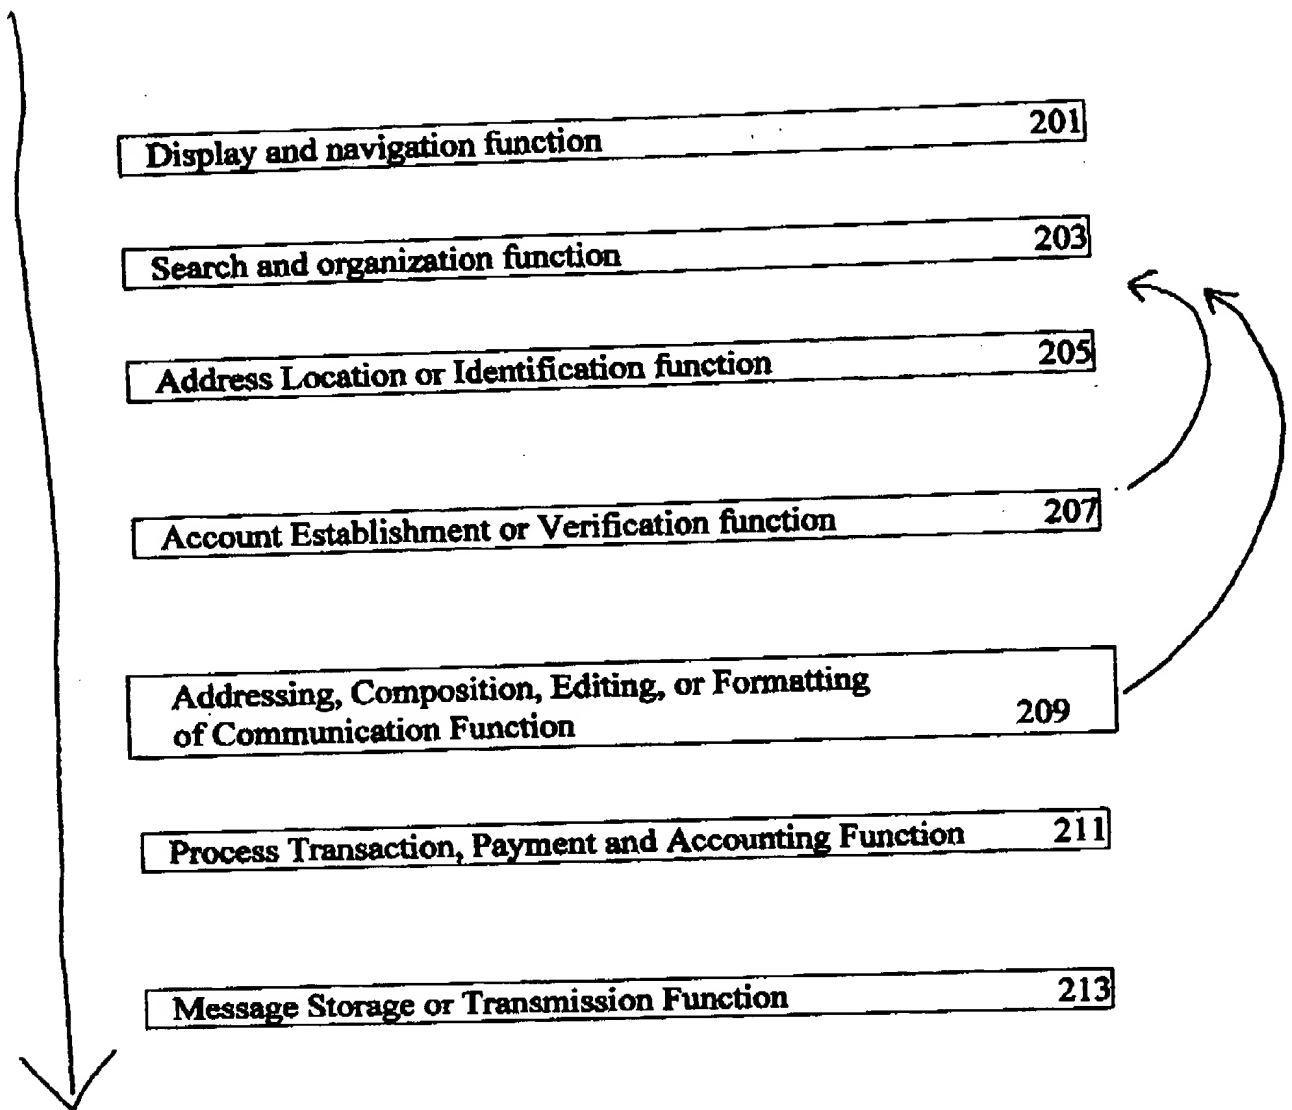 Display and navigation function 201
Search and organization function 203
Address Location or Identification function 205
Account Establishment or Verification function 207
Addressing, Composition, Editing, or Formatting
of Communication Function 209
Process Transaction, Payment and Accounting Function 211
Message Storage or Transmission Function 213